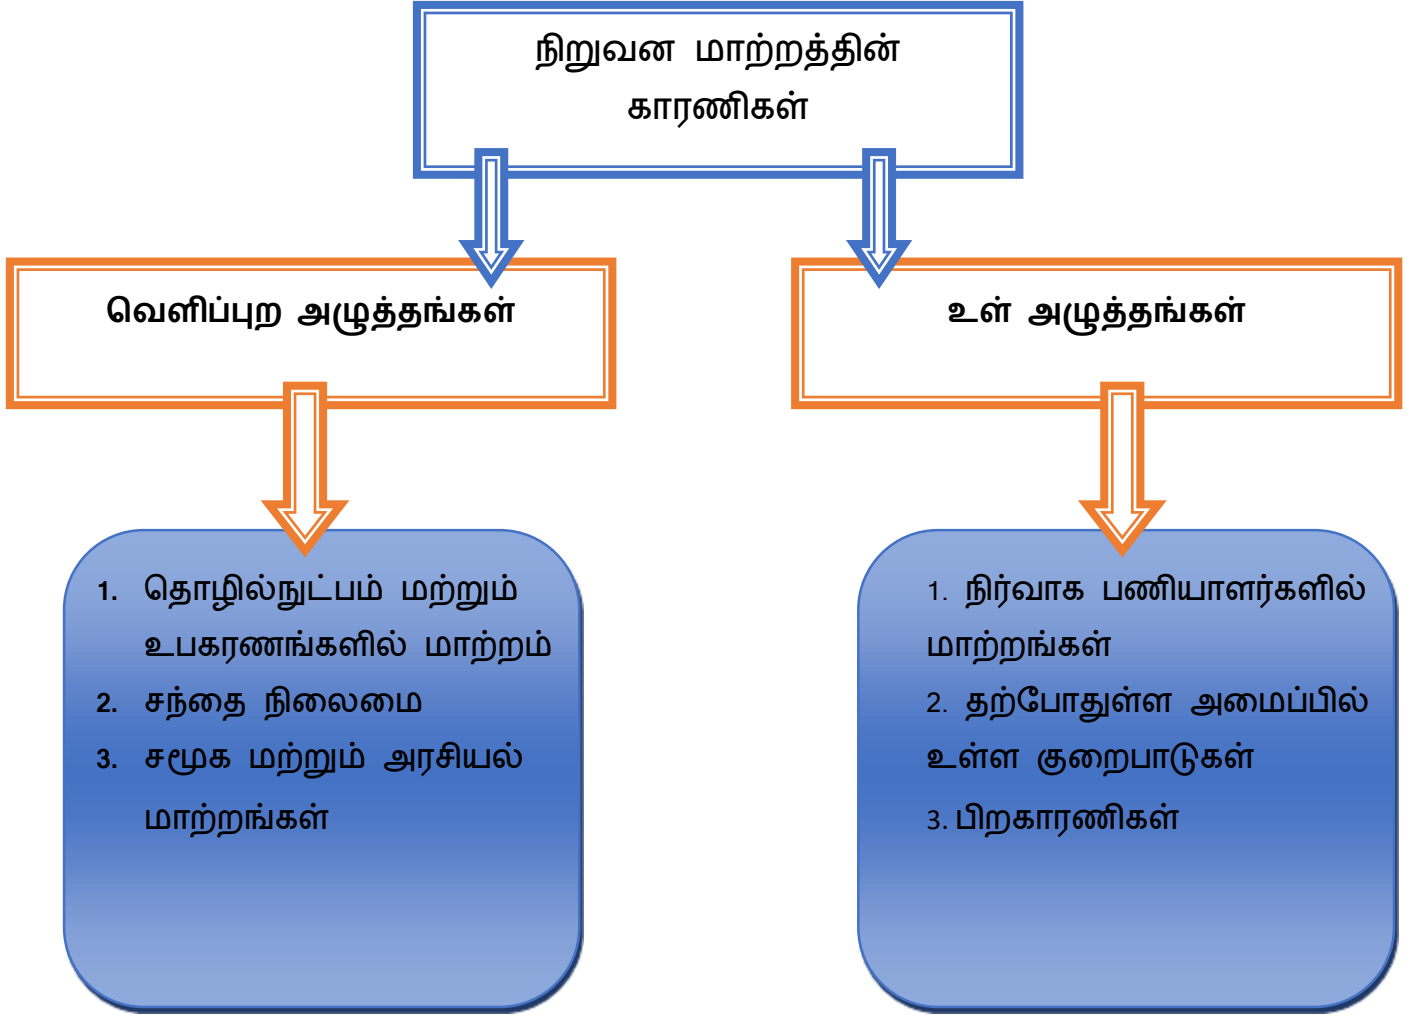 நிறுவன மாற்றத்தின்
காரணிகள்
வெளிப்புற அழுத்தங்கள்
உள் அழுத்தங்கள்
1. தொழில்நுட்பம் மற்றும்
உபகரணங்களில் மாற்றம்
2. சந்தை நிலைமை
3. சமூக மற்றும் அரசியல்
மாற்றங்கள்
1. நிர்வாக பணியாளர்களில்
மாற்றங்கள்
2. தற்போதுள்ள அமைப்பில்
உள்ள குறைபாடுகள்
3. பிறகாரணிகள்